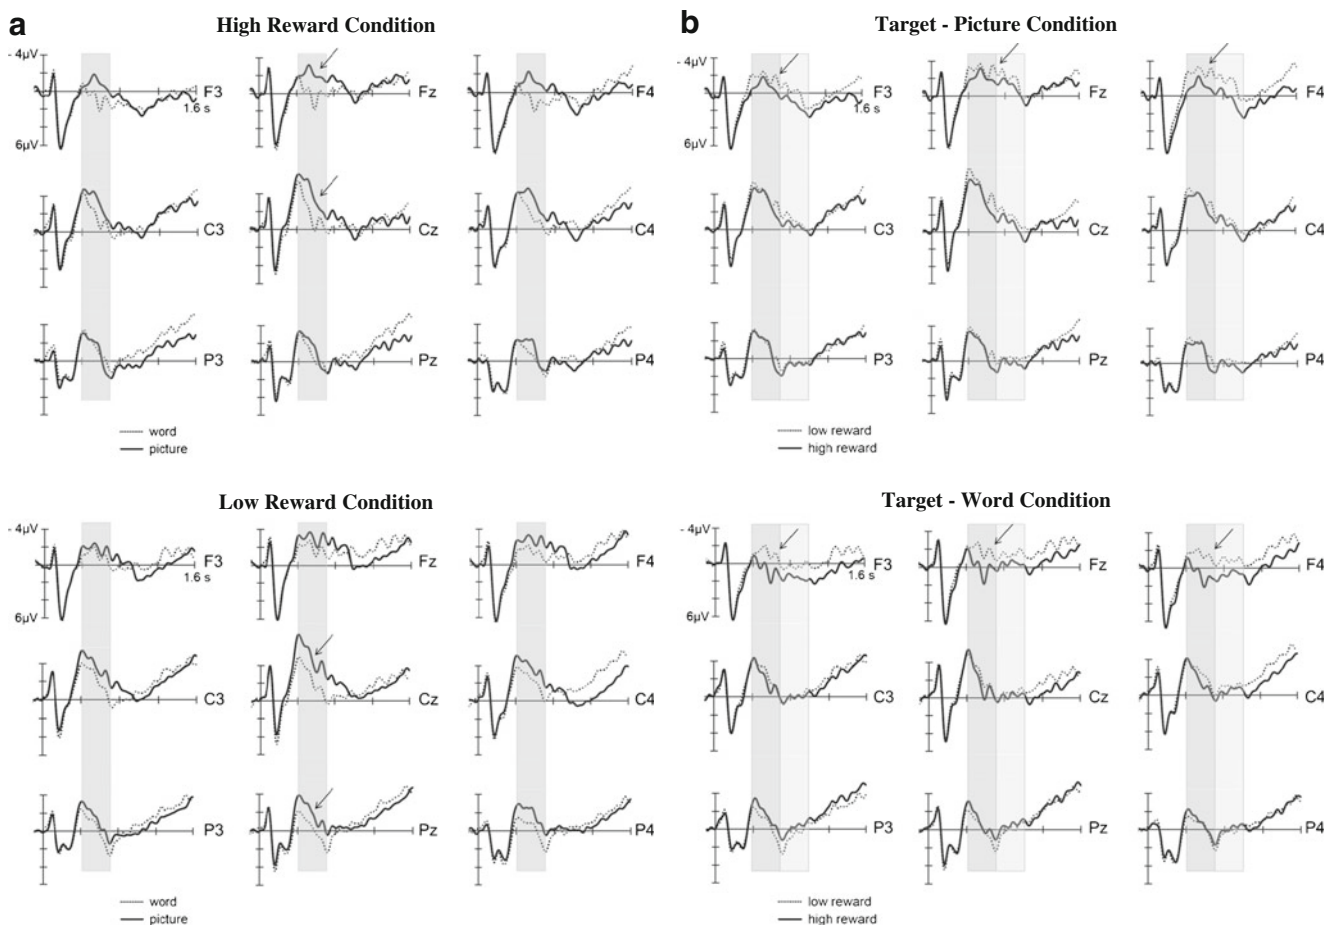 a
High Reward Condition
- 4µV
F3
1.6 s
6µV
Fz
F4
C3
Cz
C4
P3
Pz
P4
word
picture
Low Reward Condition
- 4µV
F3
1.6 s
6µV
Fz
F4
C3
Cz
C4
P3
Pz
P4
word
picture
b
Target - Picture Condition
- 4µV
F3
1.6 s
6µV
Fz
F4
C3
Cz
C4
P3
Pz
P4
low reward
high reward
Target - Word Condition
- 4µV
F3
1.6 s
6µV
Fz
F4
C3
Cz
C4
P3
Pz
P4
low reward
high reward